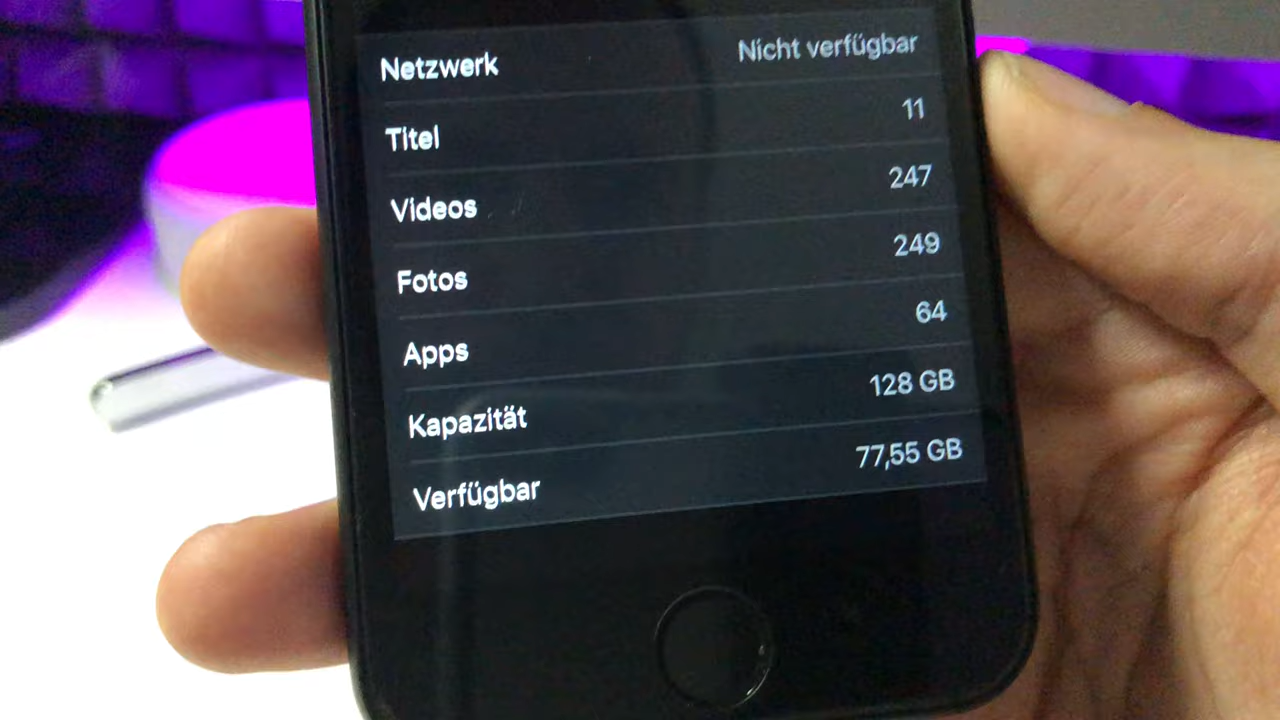 Netzwerk Nicht verfügbar
Titel 11
Videos 247
Fotos 249
Apps 64
Kapazität 128 GB
Verfügbar 77,55 GB